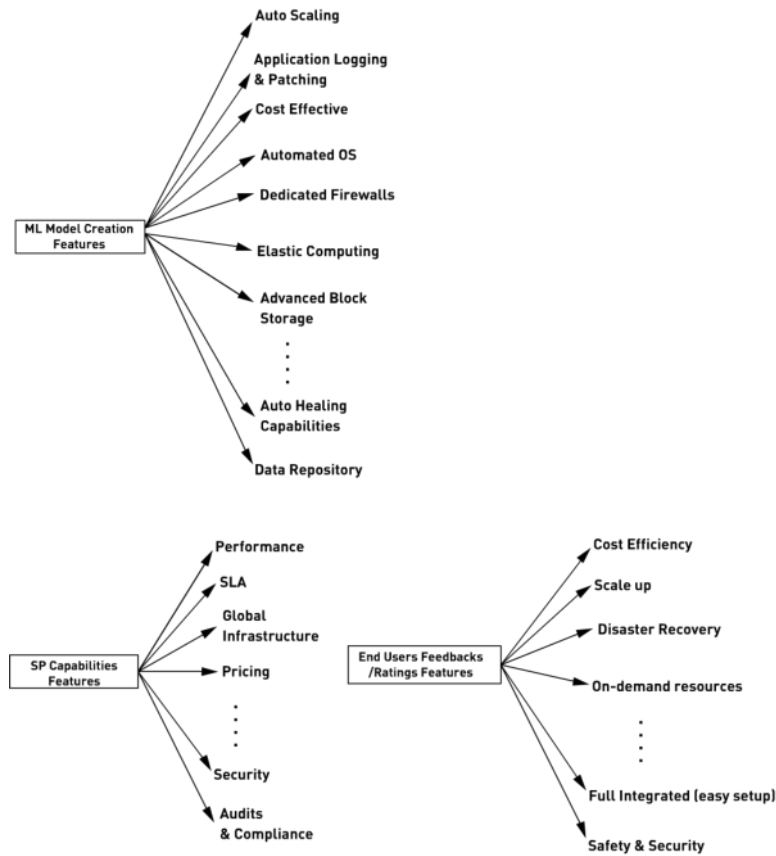 Auto Scaling
Application Logging
& Patching
Cost Effective
Automated OS
Dedicated Firewalls
ML Model Creation
Features
Elastic Computing
Advanced Block
Storage
Auto Healing
Capabilities
Data Repository
Performance
SLA
Global
Infrastructure
SP Capabilities
Features
Pricing
Security
Audits
& Compliance
Cost Efficiency
Scale up
Disaster Recovery
End Users Feedbacks
/Ratings Features
On-demand resources
Full Integrated (easy setup)
Safety & Security